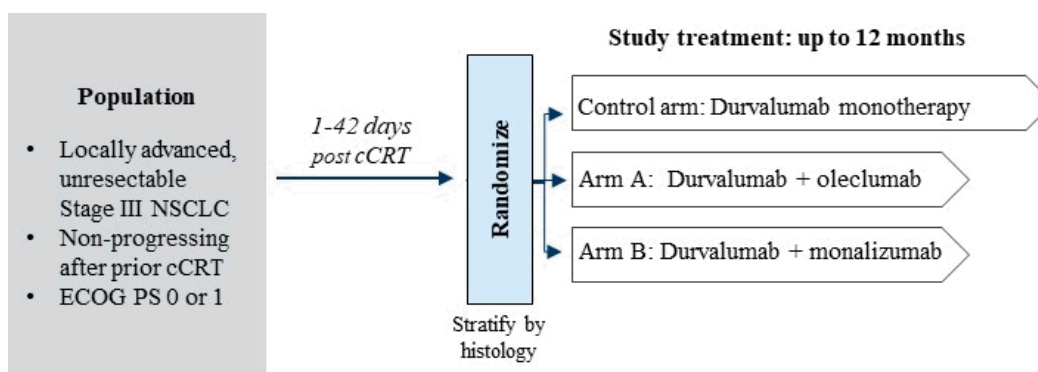 Population
• Locally advanced,
unresectable
Stage III NSCLC
• Non-progressing
after prior cCRT
• ECOG PS 0 or 1
1-42 days
post cCRT
Randomize
Stratify by
histology
Study treatment: up to 12 months
Control arm: Durvalumab monotherapy
Arm A: Durvalumab + oleclumab
Arm B: Durvalumab + monalizumab